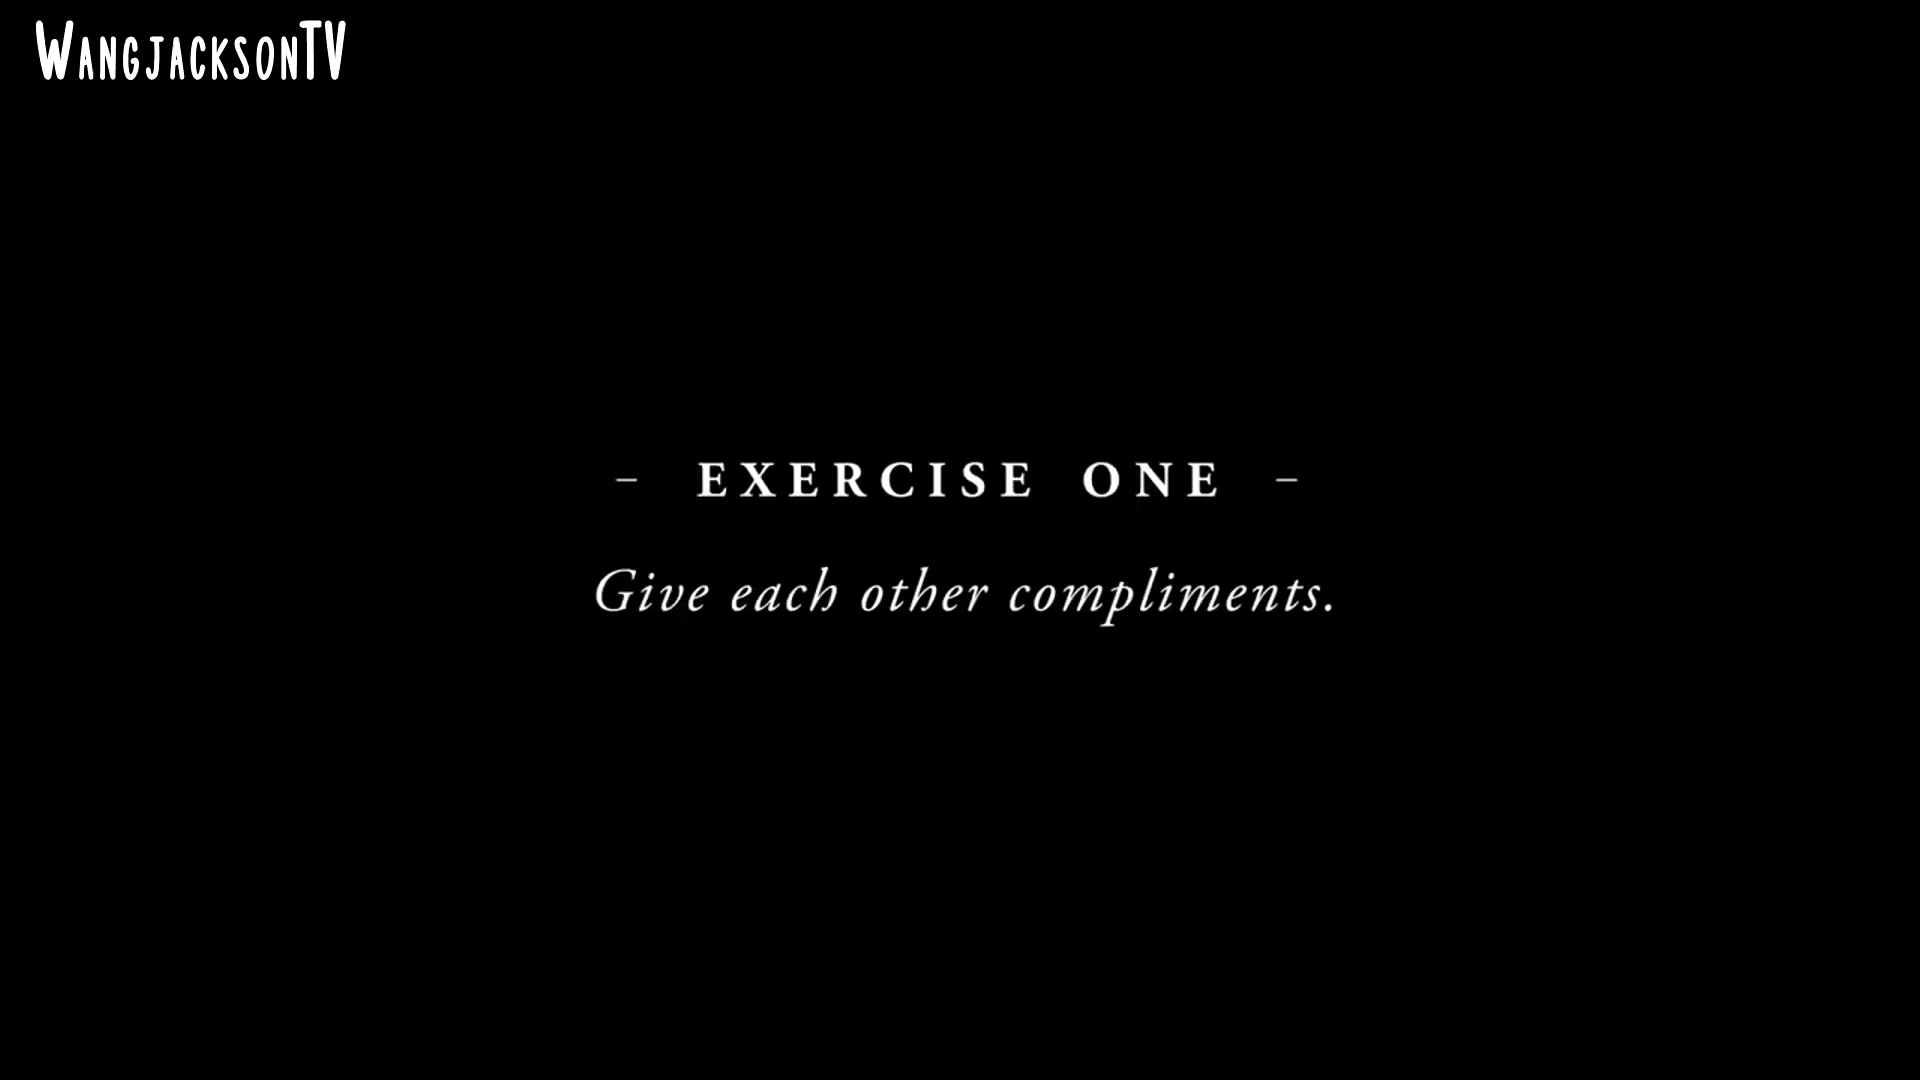 WANGJACKSONTV
– EXERCISE ONE –
Give each other compliments.